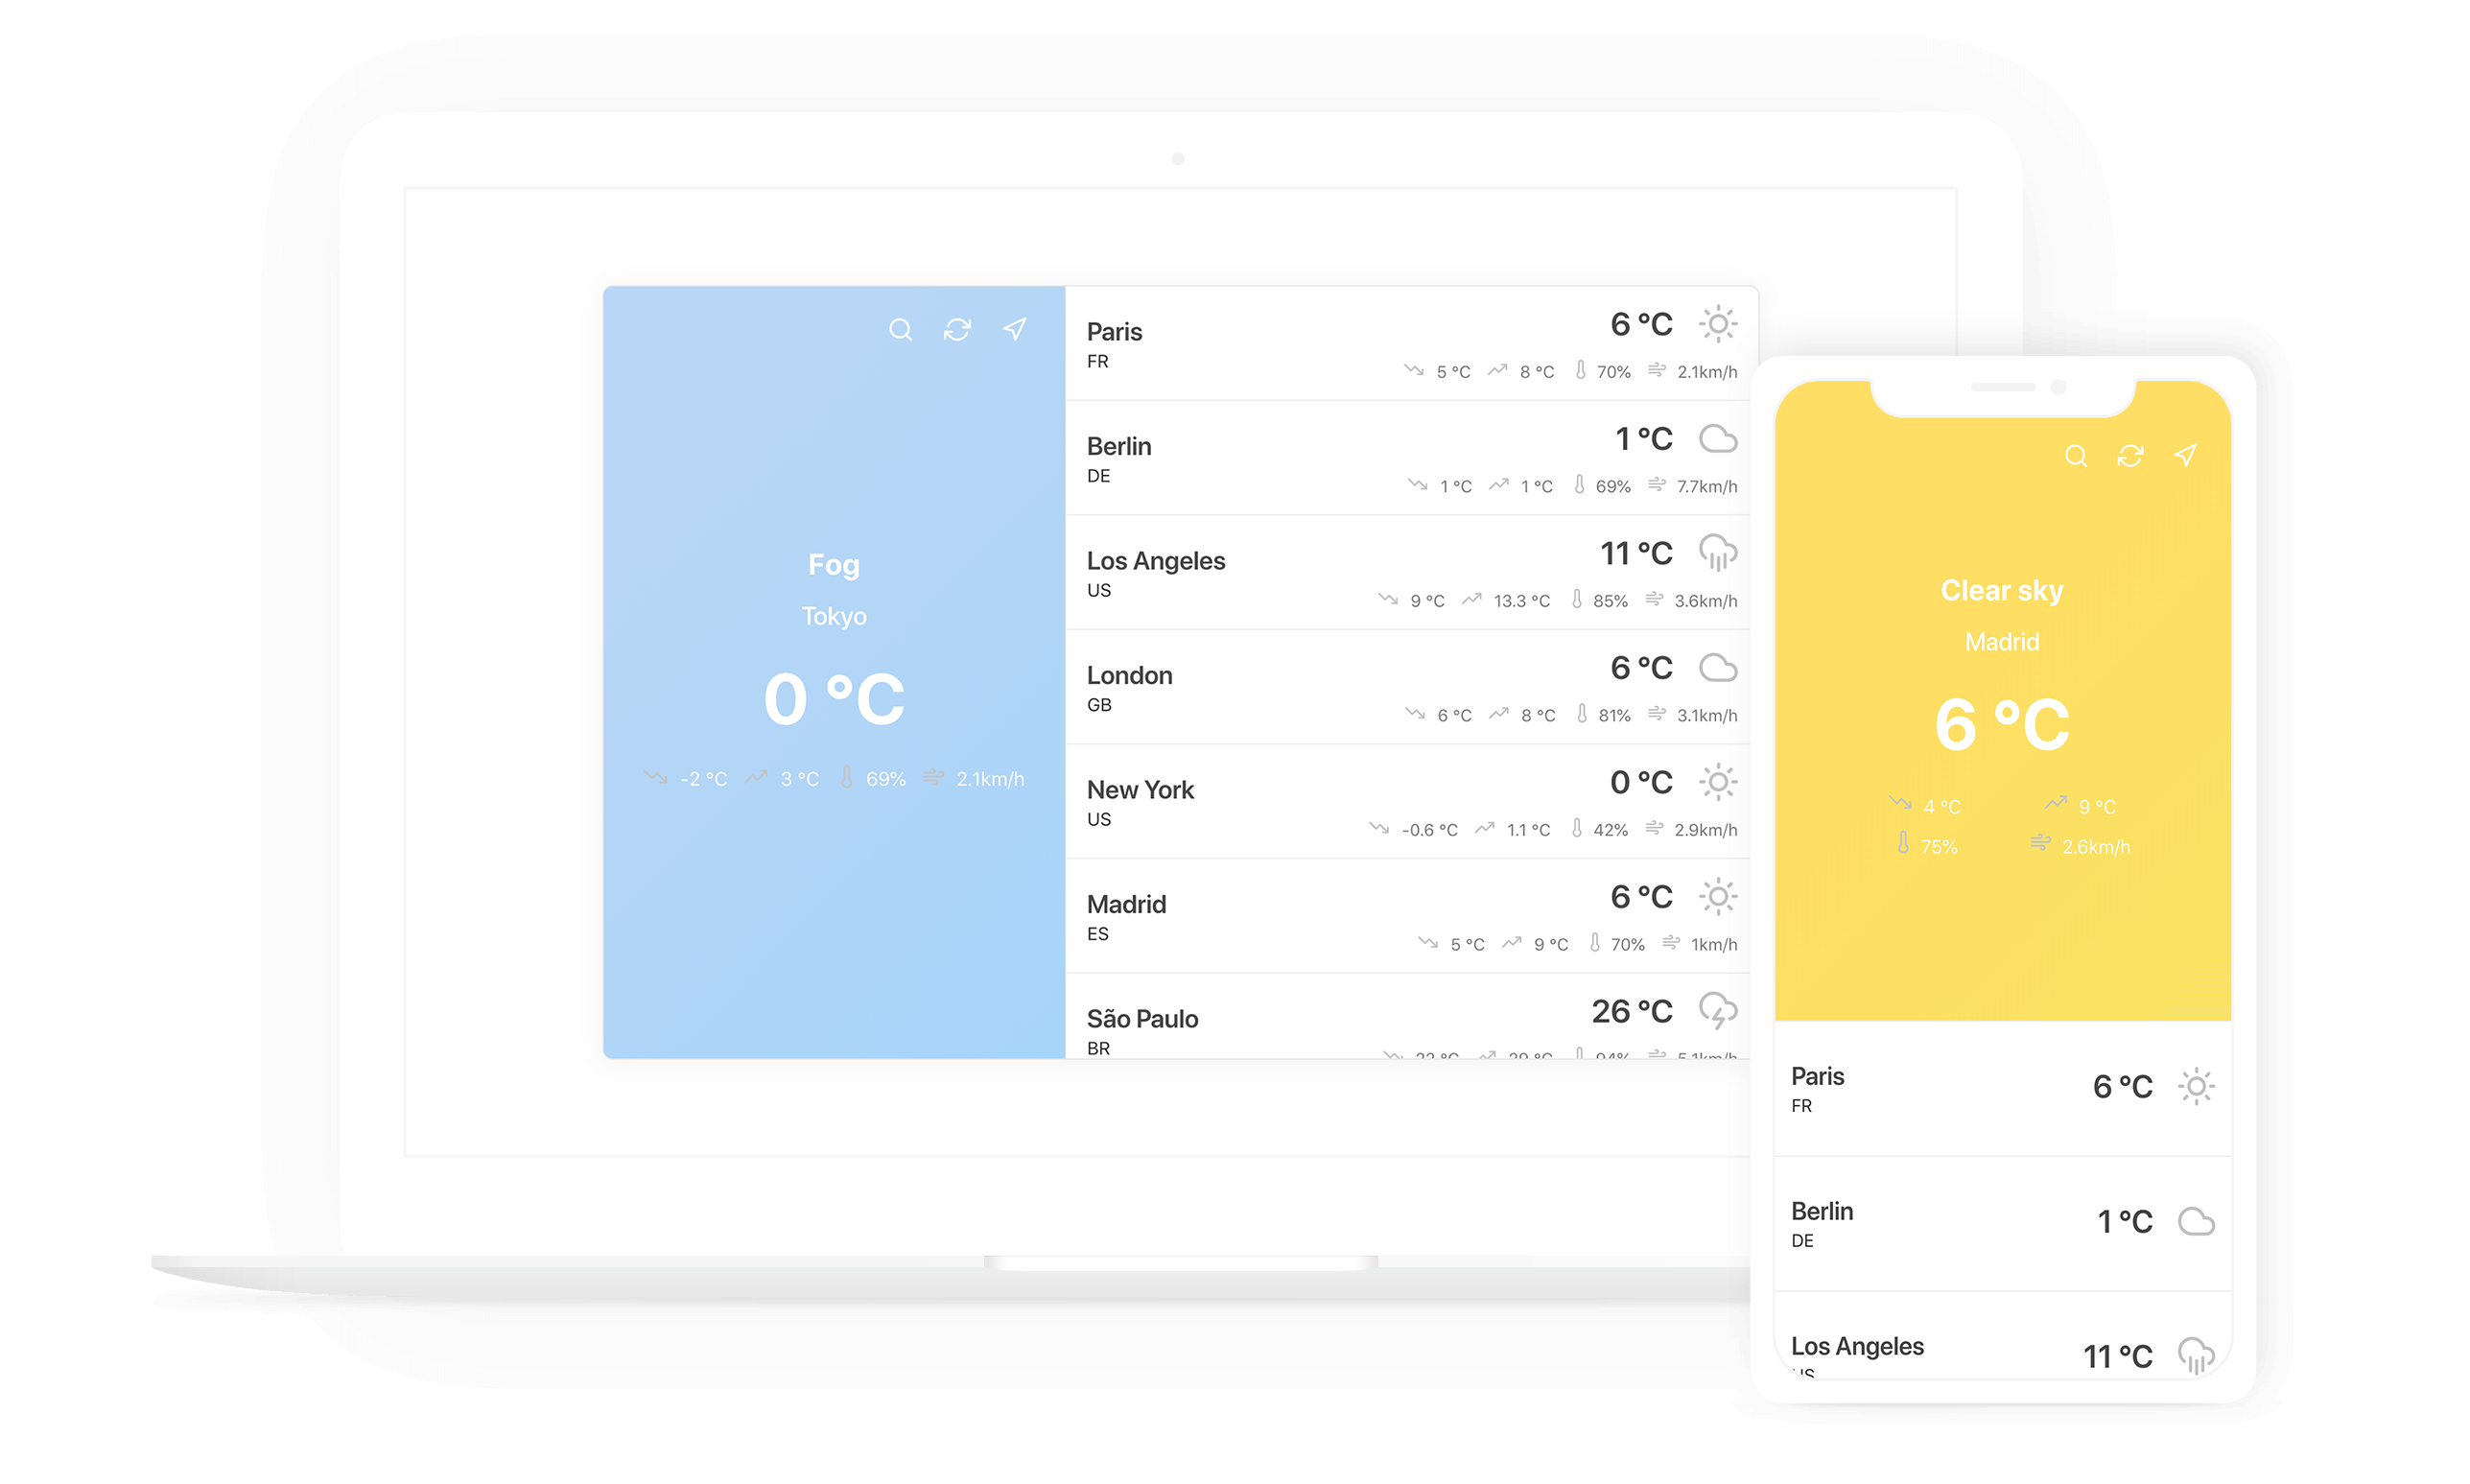 Fog
Tokyo
0 °C
-2 °C 3 °C 69% 2.1km/h
Paris
6 °C
FR
5 °C 8 °C 70% 2.1km/h
Berlin
1 °C
DE
1 °C 1 °C 69% 7.7km/h
Los Angeles
11 °C
US
9 °C 13.3 °C 85% 3.6km/h
London
6 °C
GB
6 °C 8 °C 81% 3.1km/h
New York
0 °C
US
-0.6 °C 1.1 °C 42% 2.9km/h
Madrid
6 °C
ES
5 °C 9 °C 70% 1km/h
São Paulo
26 °C
BR
Clear sky
Madrid
6 °C
4 °C 9 °C
75% 2.6km/h
Paris
6 °C
FR
Berlin
1 °C
DE
Los Angeles
11 °C
US